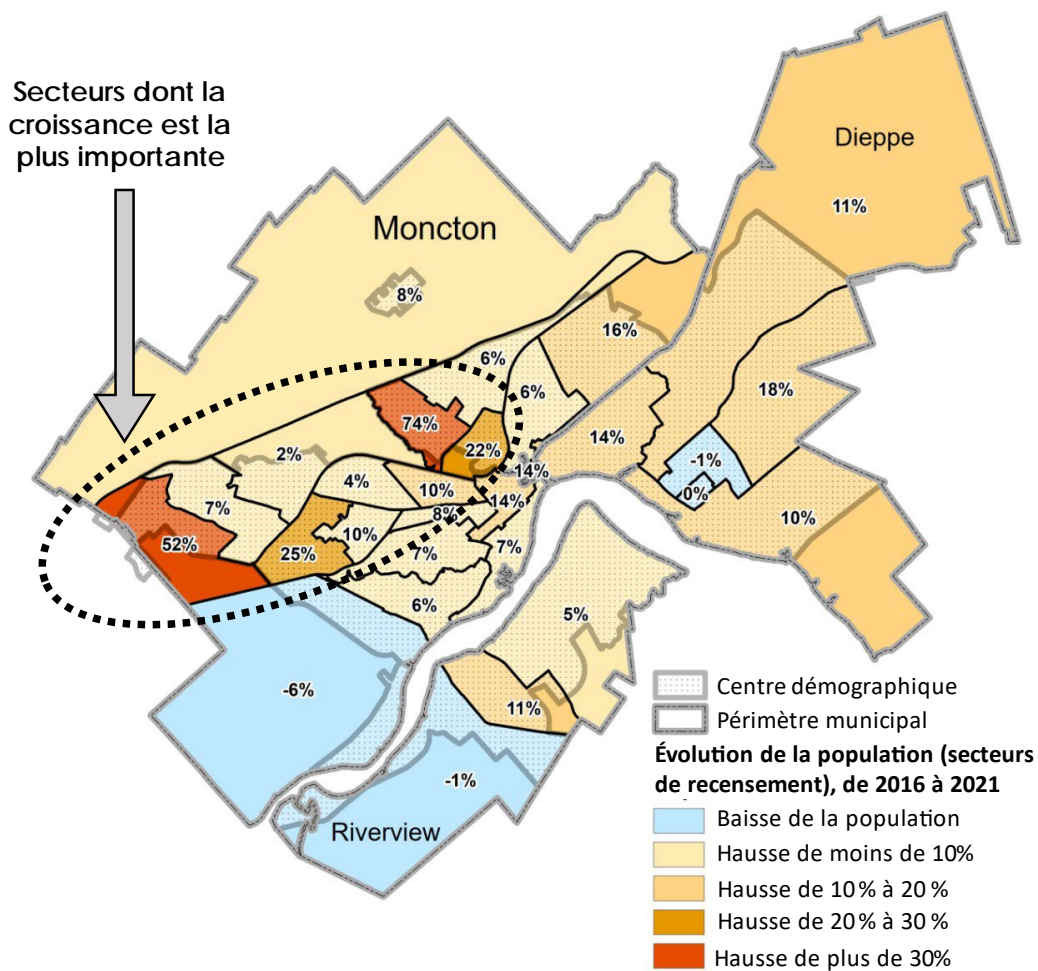 Secteurs dont la
croissance est la
plus importante
Dieppe
11%
Moncton
8%
16%
6%
6%
18%
74%
22%
14%
-1%
14%
2%
4%
10%
14%
0%
7%
8%
10%
10%
52%
25%
7%
7%
6%
5%
-6%
11%
-1%
Riverview
Centre démographique
Périmètre municipal
Évolution de la population (secteurs
de recensement), de 2016 à 2021
Baisse de la population
Hausse de moins de 10%
Hausse de 10 % à 20 %
Hausse de 20 % à 30 %
Hausse de plus de 30%